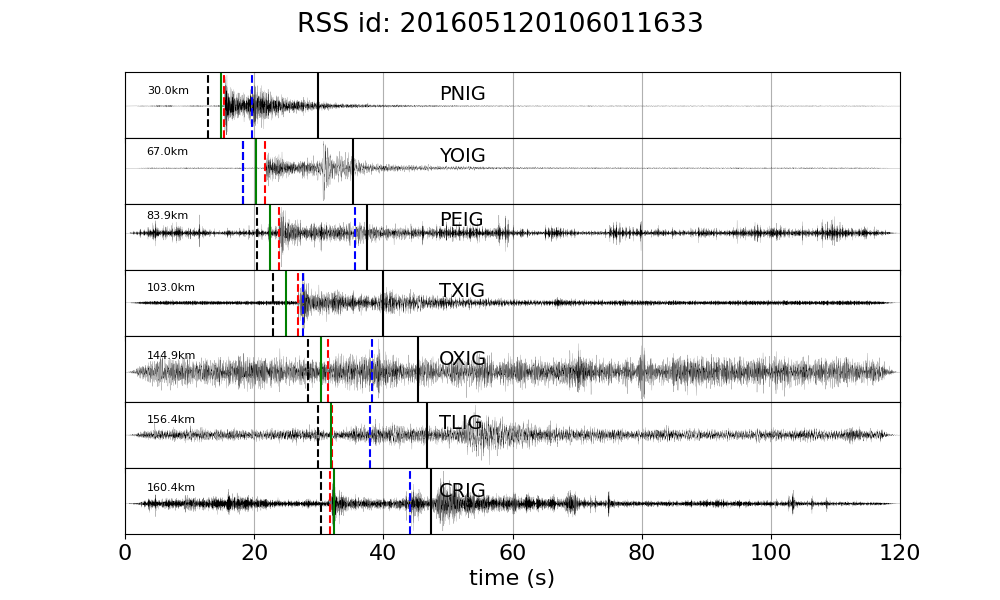 RSS id: 201605120106011633
30.0km PNIG
67.0km YOIG
83.9km PEIG
103.0km TXIG
144.9km OXIG
156.4km TLIG
160.4km CRIG
0 20 40 60 80 100 120
time (s)